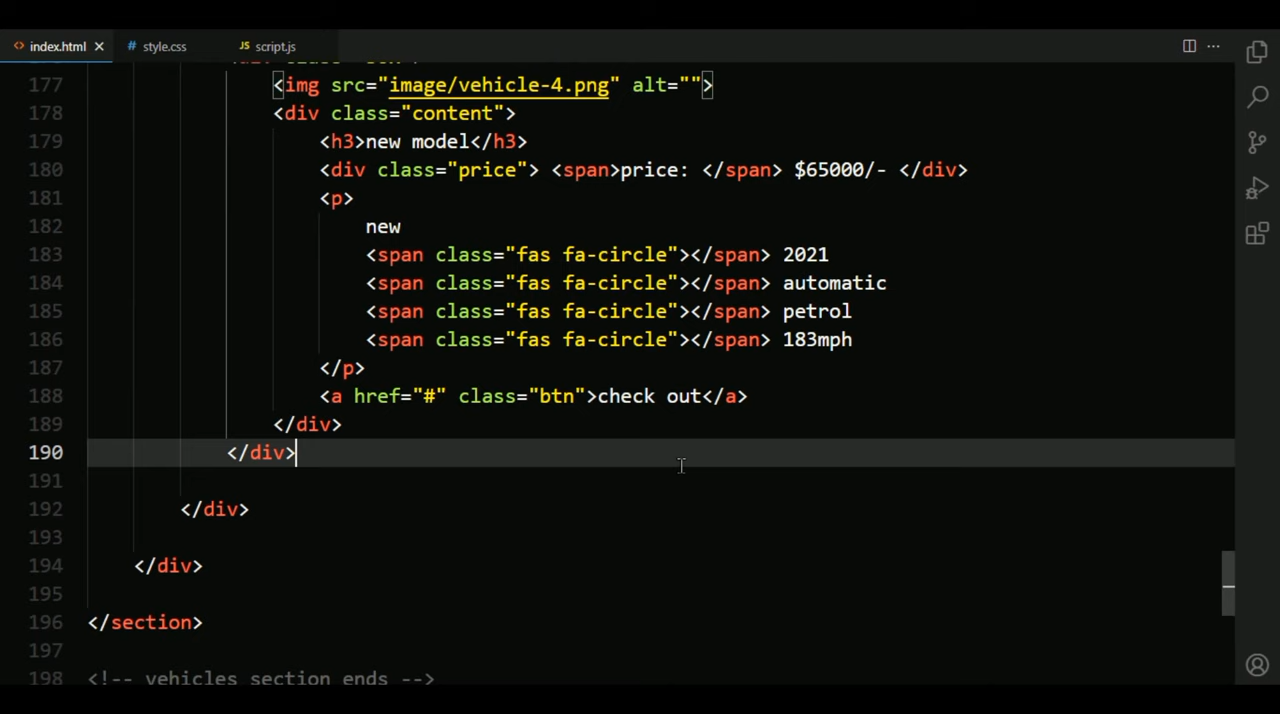 index.html
style.css
JS script.js
177 <img src="image/vehicle-4.png" alt="">
178 <div class="content">
179 <h3>new model</h3>
180 <div class="price"> <span>price: </span> $65000/- </div>
181 <p>
182 new
183 <span class="fas fa-circle"></span> 2021
184 <span class="fas fa-circle"></span> automatic
185 <span class="fas fa-circle"></span> petrol
186 <span class="fas fa-circle"></span> 183mph
187 </p>
188 <a href="#" class="btn">check out</a>
189 </div>
190 </div>
191
192 </div>
193
194 </div>
195
196 </section>
197
198 <!-- vehicles section ends -->